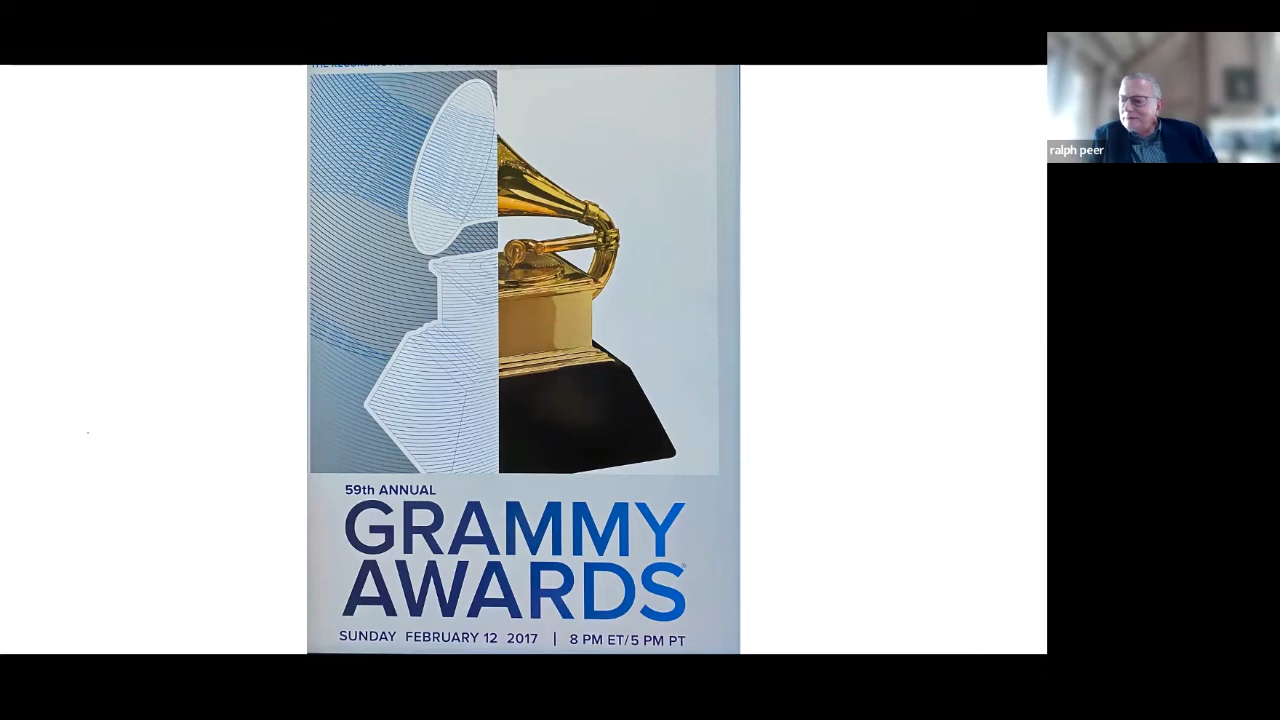 59th ANNUAL
GRAMMY
AWARDS®
SUNDAY FEBRUARY 12 2017 | 8 PM ET/5 PM PT
ralph peer